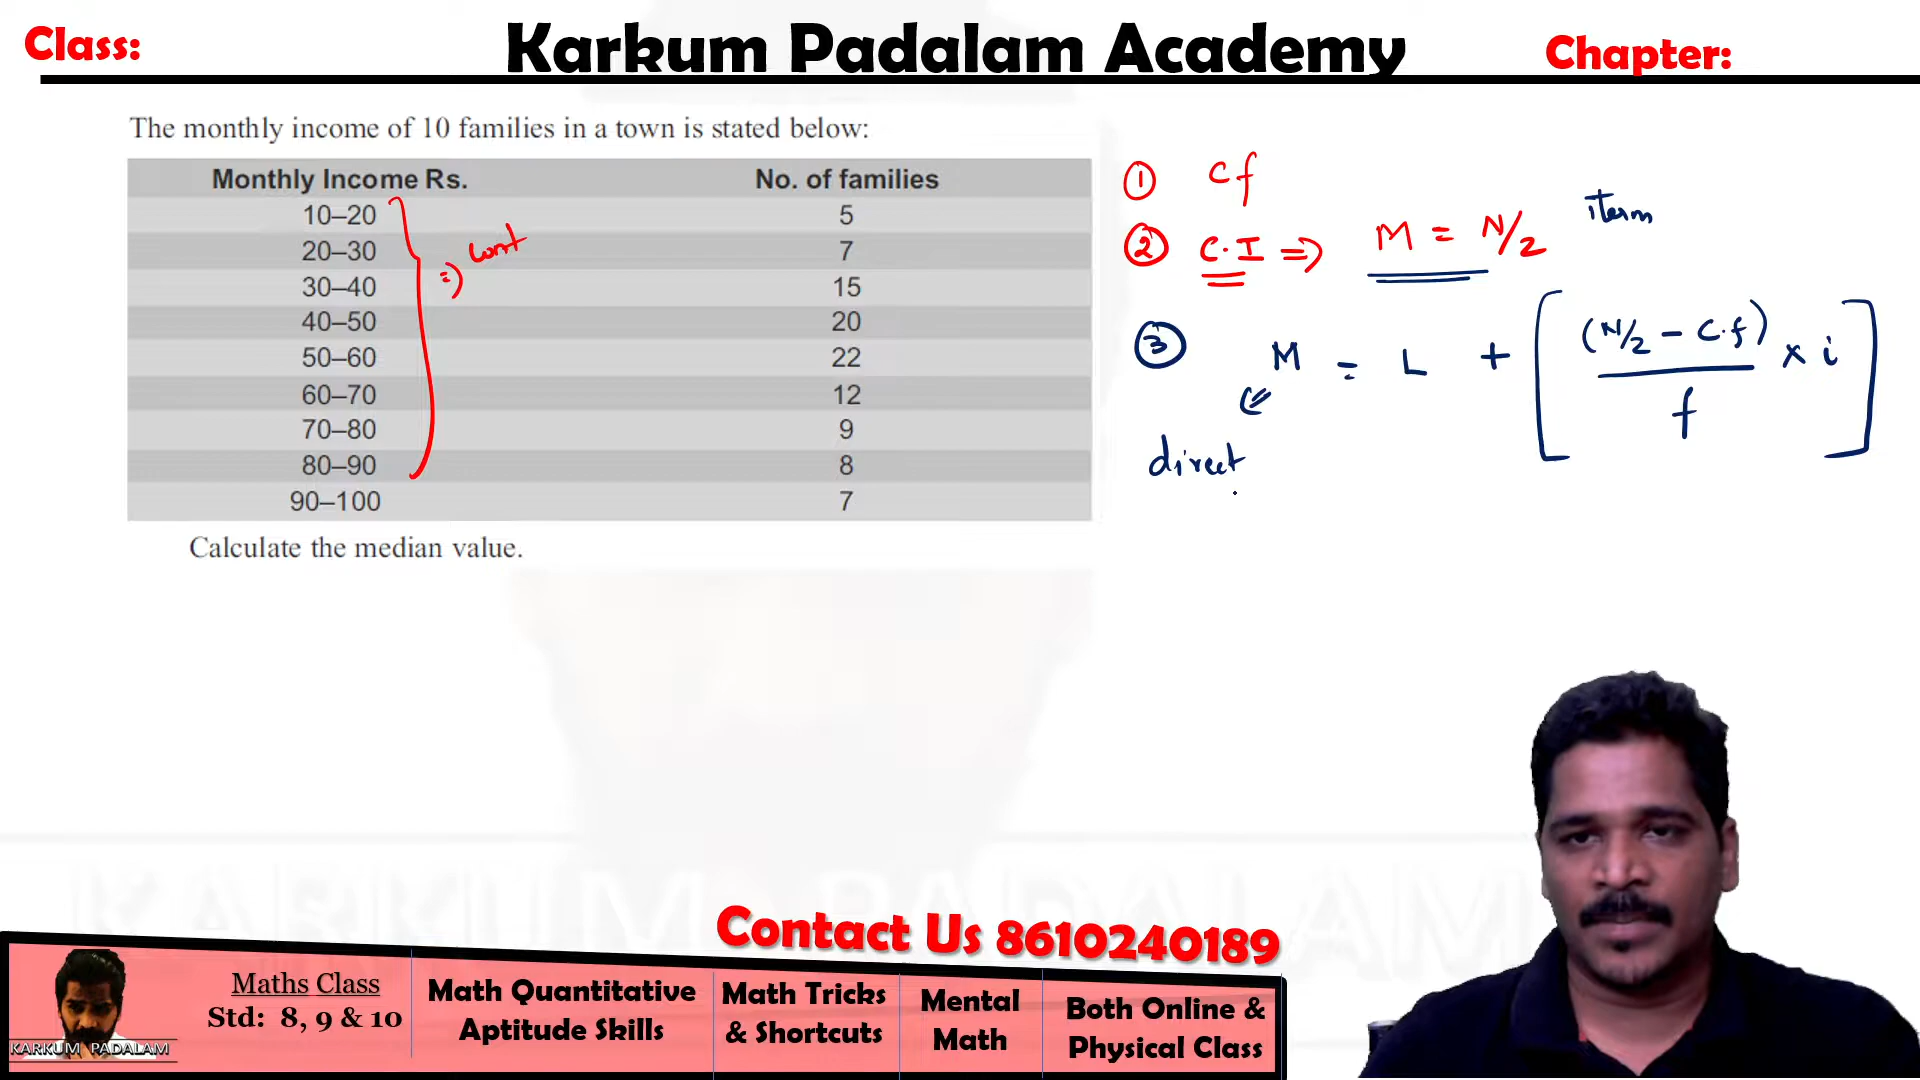 Class:
Karkum Padalam Academy
Chapter:
The monthly income of 10 families in a town is stated below:
Monthly Income Rs. No. of families
10–20 5
20–30 7
30–40 15
40–50 20
50–60 22
60–70 12
70–80 9
80–90 8
90–100 7
Calculate the median value.
=) cont
① Cf
② C.I => M = N/2 item
③ M = L + [ (N/2 - C.f) / f × i ]
direct
Contact Us 8610240189
KARKUM PADALAM
Maths Class
Std: 8, 9 & 10
Math Quantitative
Aptitude Skills
Math Tricks
& Shortcuts
Mental
Math
Both Online &
Physical Class
KARKUM PADALAM